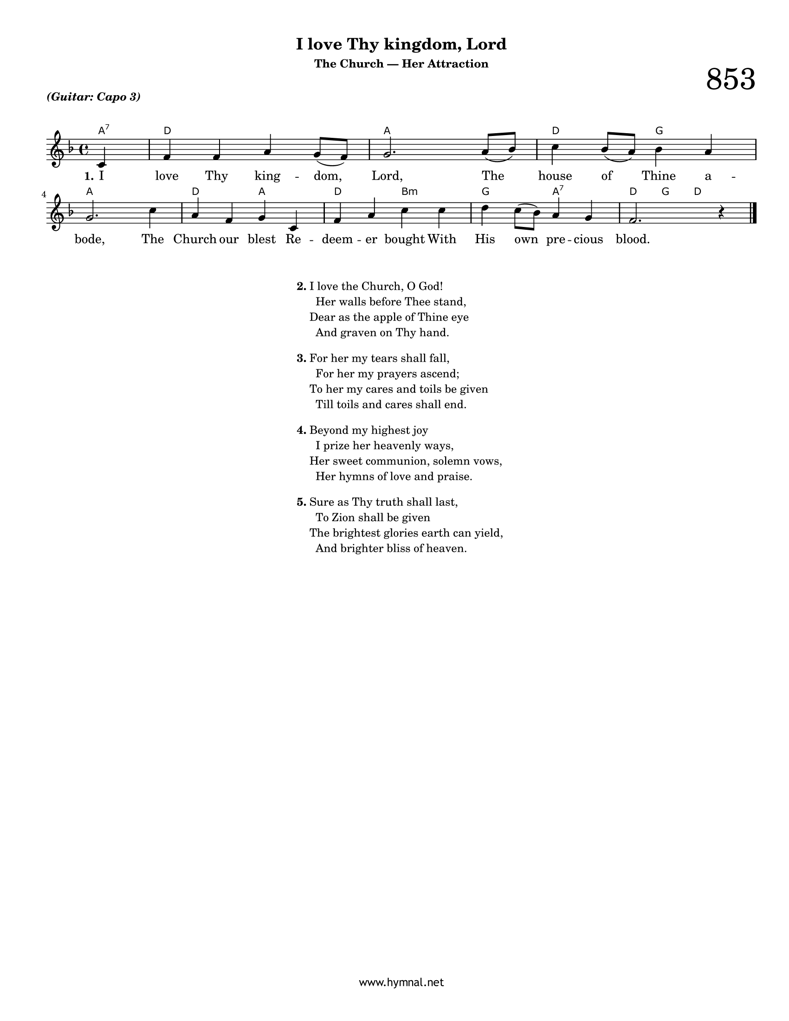 I love Thy kingdom, Lord
The Church — Her Attraction
853
(Guitar: Capo 3)
A7 D A D G
1. I love Thy king - dom, Lord, The house of Thine a -
4 A D A D Bm G A7 D G D
bode, The Church our blest Re - deem - er bought With His own pre - cious blood.
2. I love the Church, O God!
Her walls before Thee stand,
Dear as the apple of Thine eye
And graven on Thy hand.
3. For her my tears shall fall,
For her my prayers ascend;
To her my cares and toils be given
Till toils and cares shall end.
4. Beyond my highest joy
I prize her heavenly ways,
Her sweet communion, solemn vows,
Her hymns of love and praise.
5. Sure as Thy truth shall last,
To Zion shall be given
The brightest glories earth can yield,
And brighter bliss of heaven.
www.hymnal.net